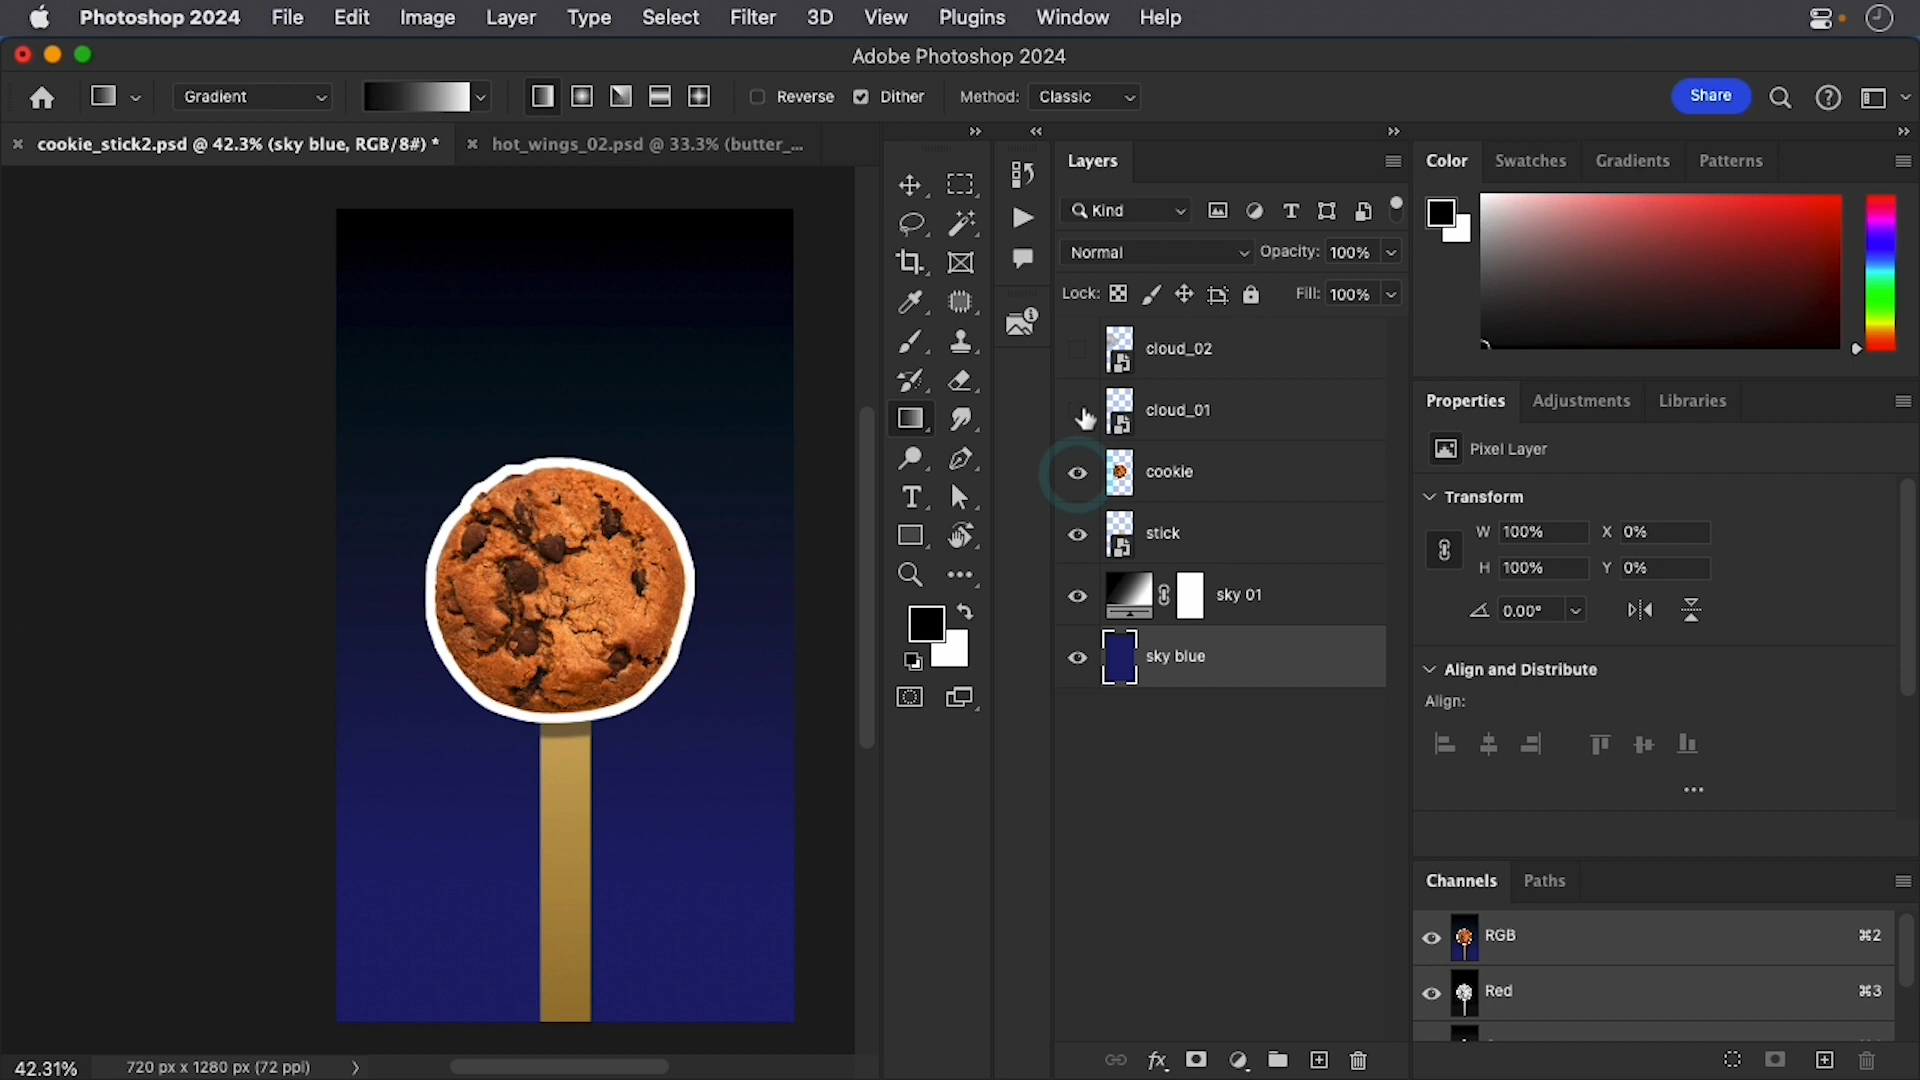 Photoshop 2024 File Edit Image Layer Type Select Filter 3D View Plugins Window Help
Adobe Photoshop 2024
Gradient Reverse Dither Method: Classic Share
cookie_stick2.psd @ 42.3% (sky blue, RGB/8#) * hot_wings_02.psd @ 33.3% (butter_...
Layers
Kind
Normal Opacity: 100%
Lock: Fill: 100%
cloud_02
cloud_01
cookie
stick
sky 01
sky blue
Color Swatches Gradients Patterns
Properties Adjustments Libraries
Pixel Layer
Transform
W 100% X 0%
H 100% Y 0%
0.00°
Align and Distribute
Align:
Channels Paths
RGB ⌘2
Red ⌘3
42.31% 720 px x 1280 px (72 ppi)